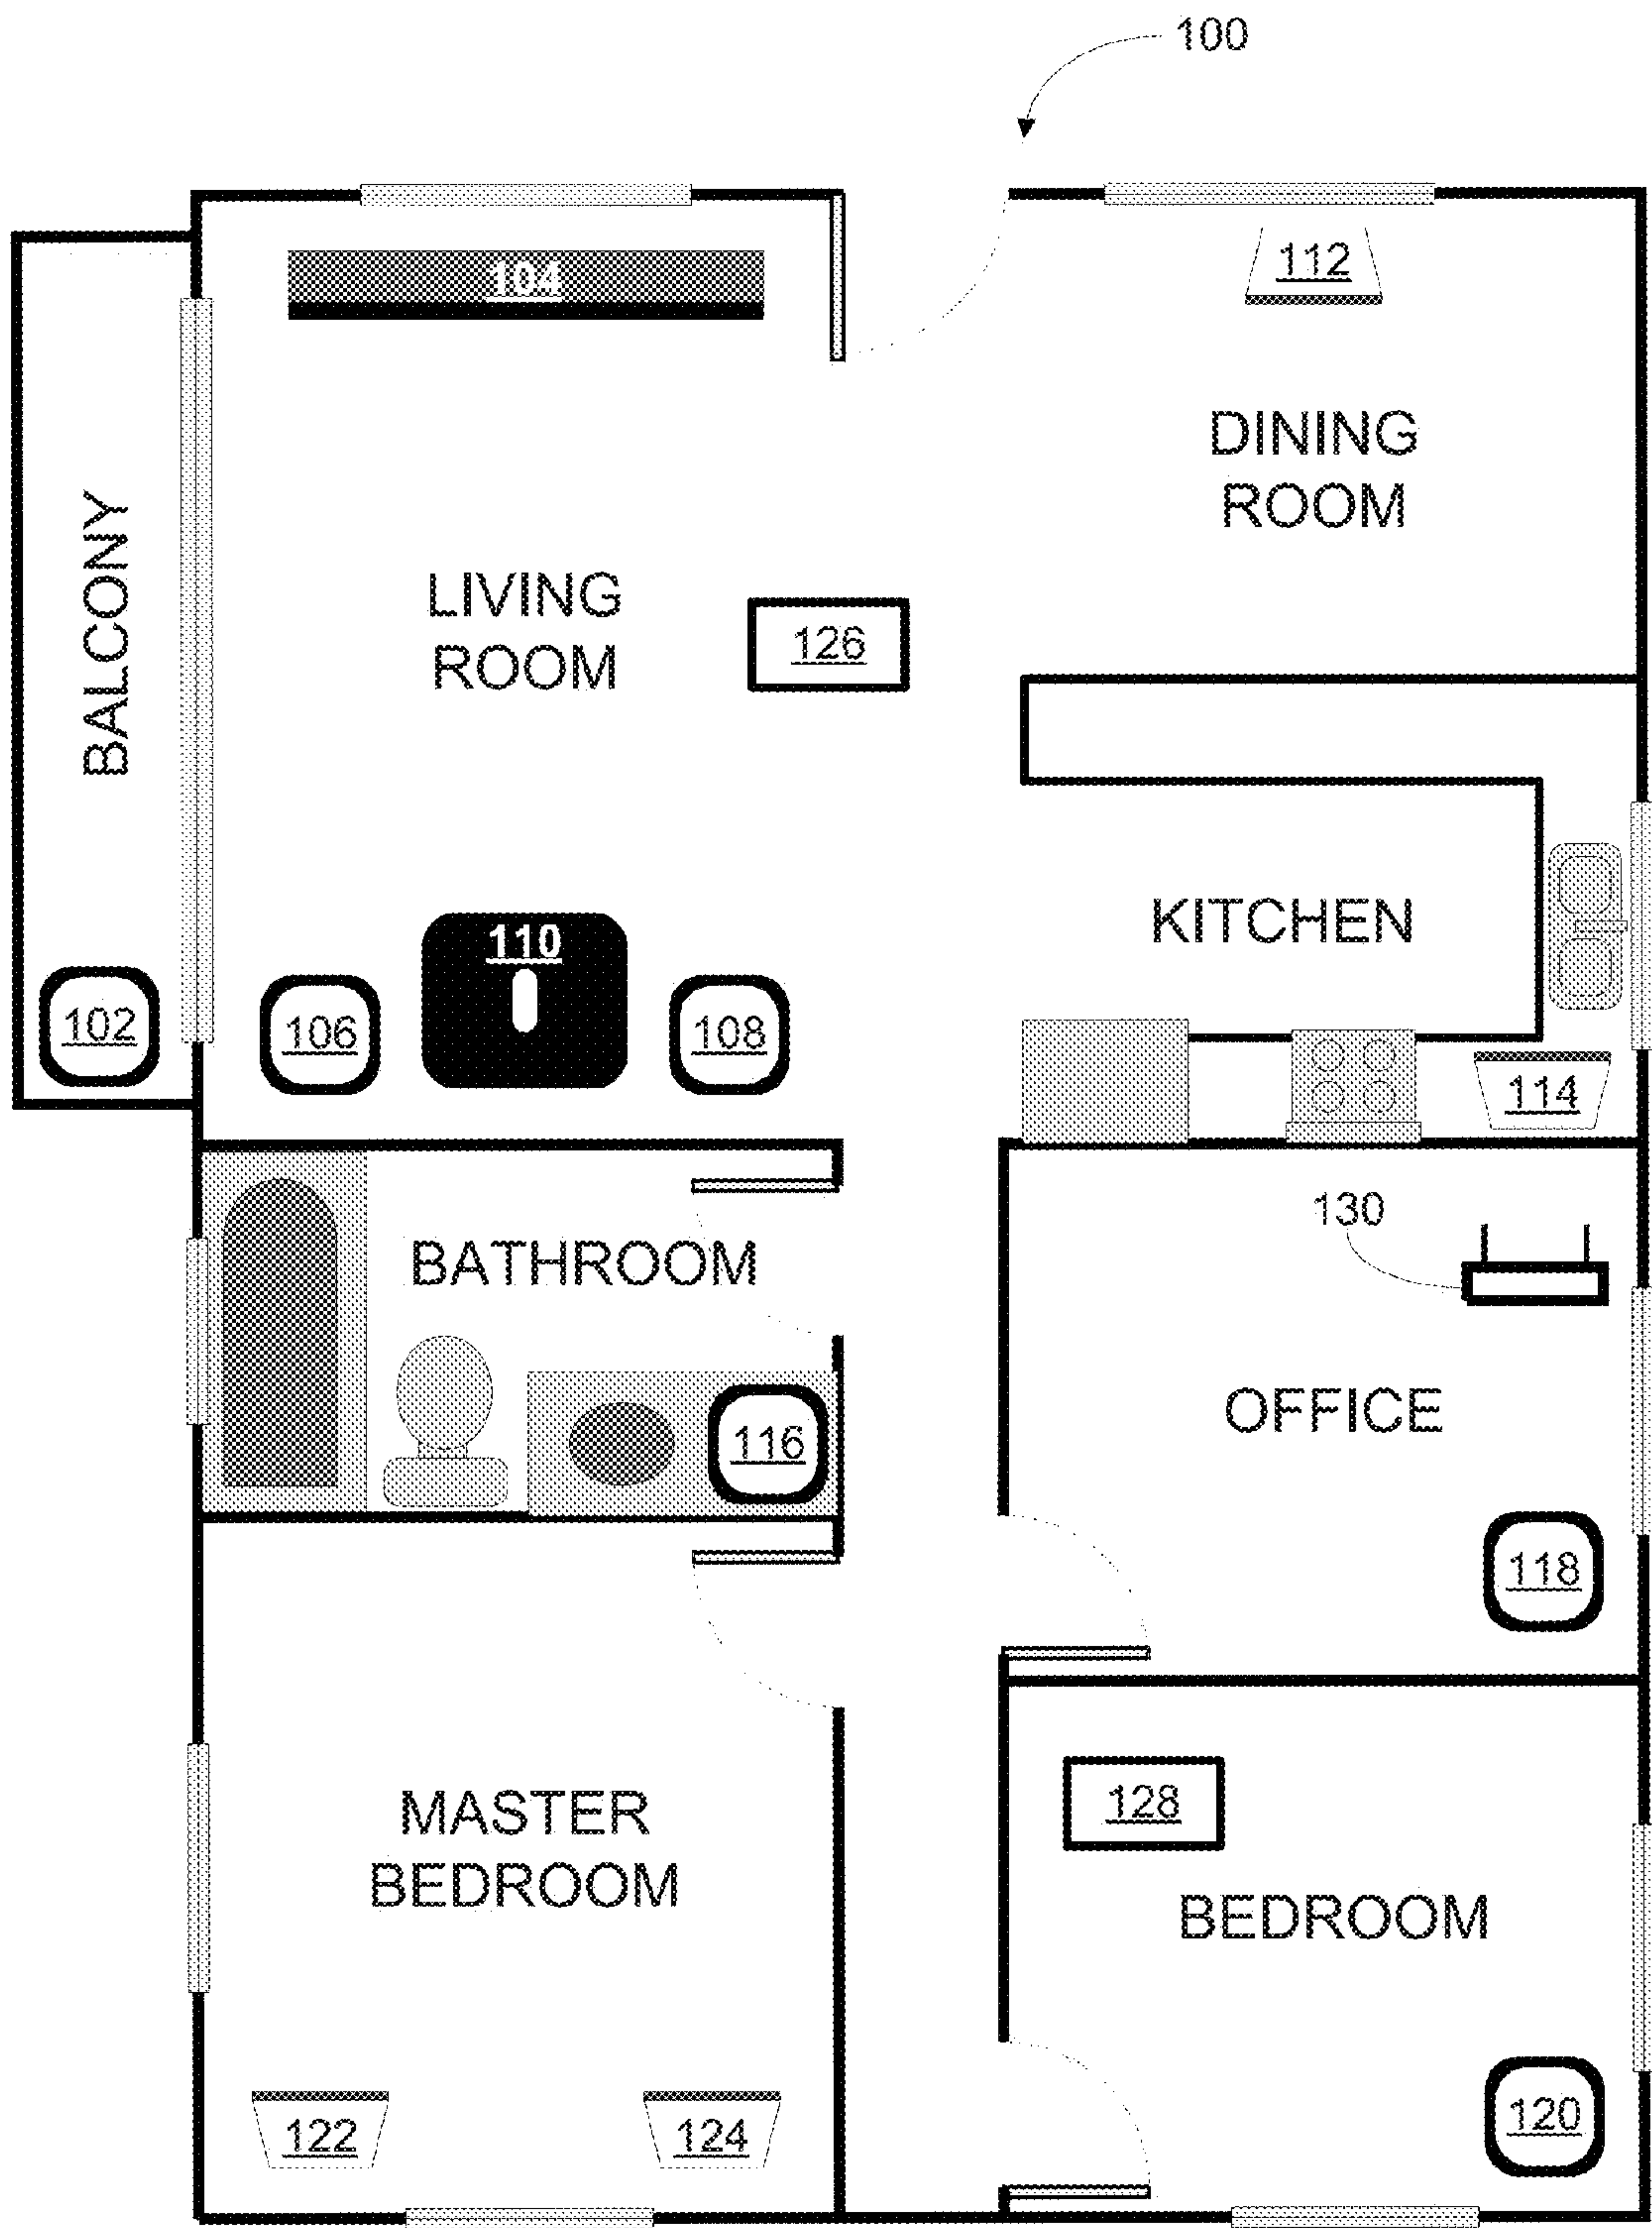 100
104
112
DINING
ROOM
BALCONY
LIVING
ROOM
126
KITCHEN
110
102
106
108
114
130
BATHROOM
OFFICE
116
118
MASTER
BEDROOM
128
BEDROOM
122
124
120